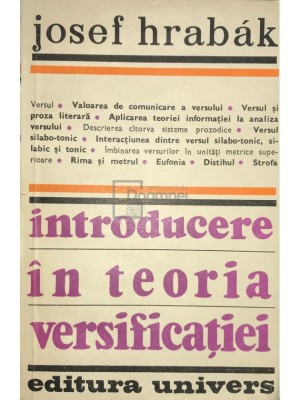 josef hrabák
Versul • Valoarea de comunicare a versului • Versul și
proza literară • Aplicarea teoriei informației la analiza
versului • Descrierea cîtorva sisteme prozodice • Versul
silabo-tonic • Interacțiunea dintre versul silabo-tonic, si-
labic și tonic • Îmbinarea versurilor în unități metrice supe-
rioare • Rima și metrul • Eufonia • Distihul • Strofa
introducere
în teoria
versificației
editura univers